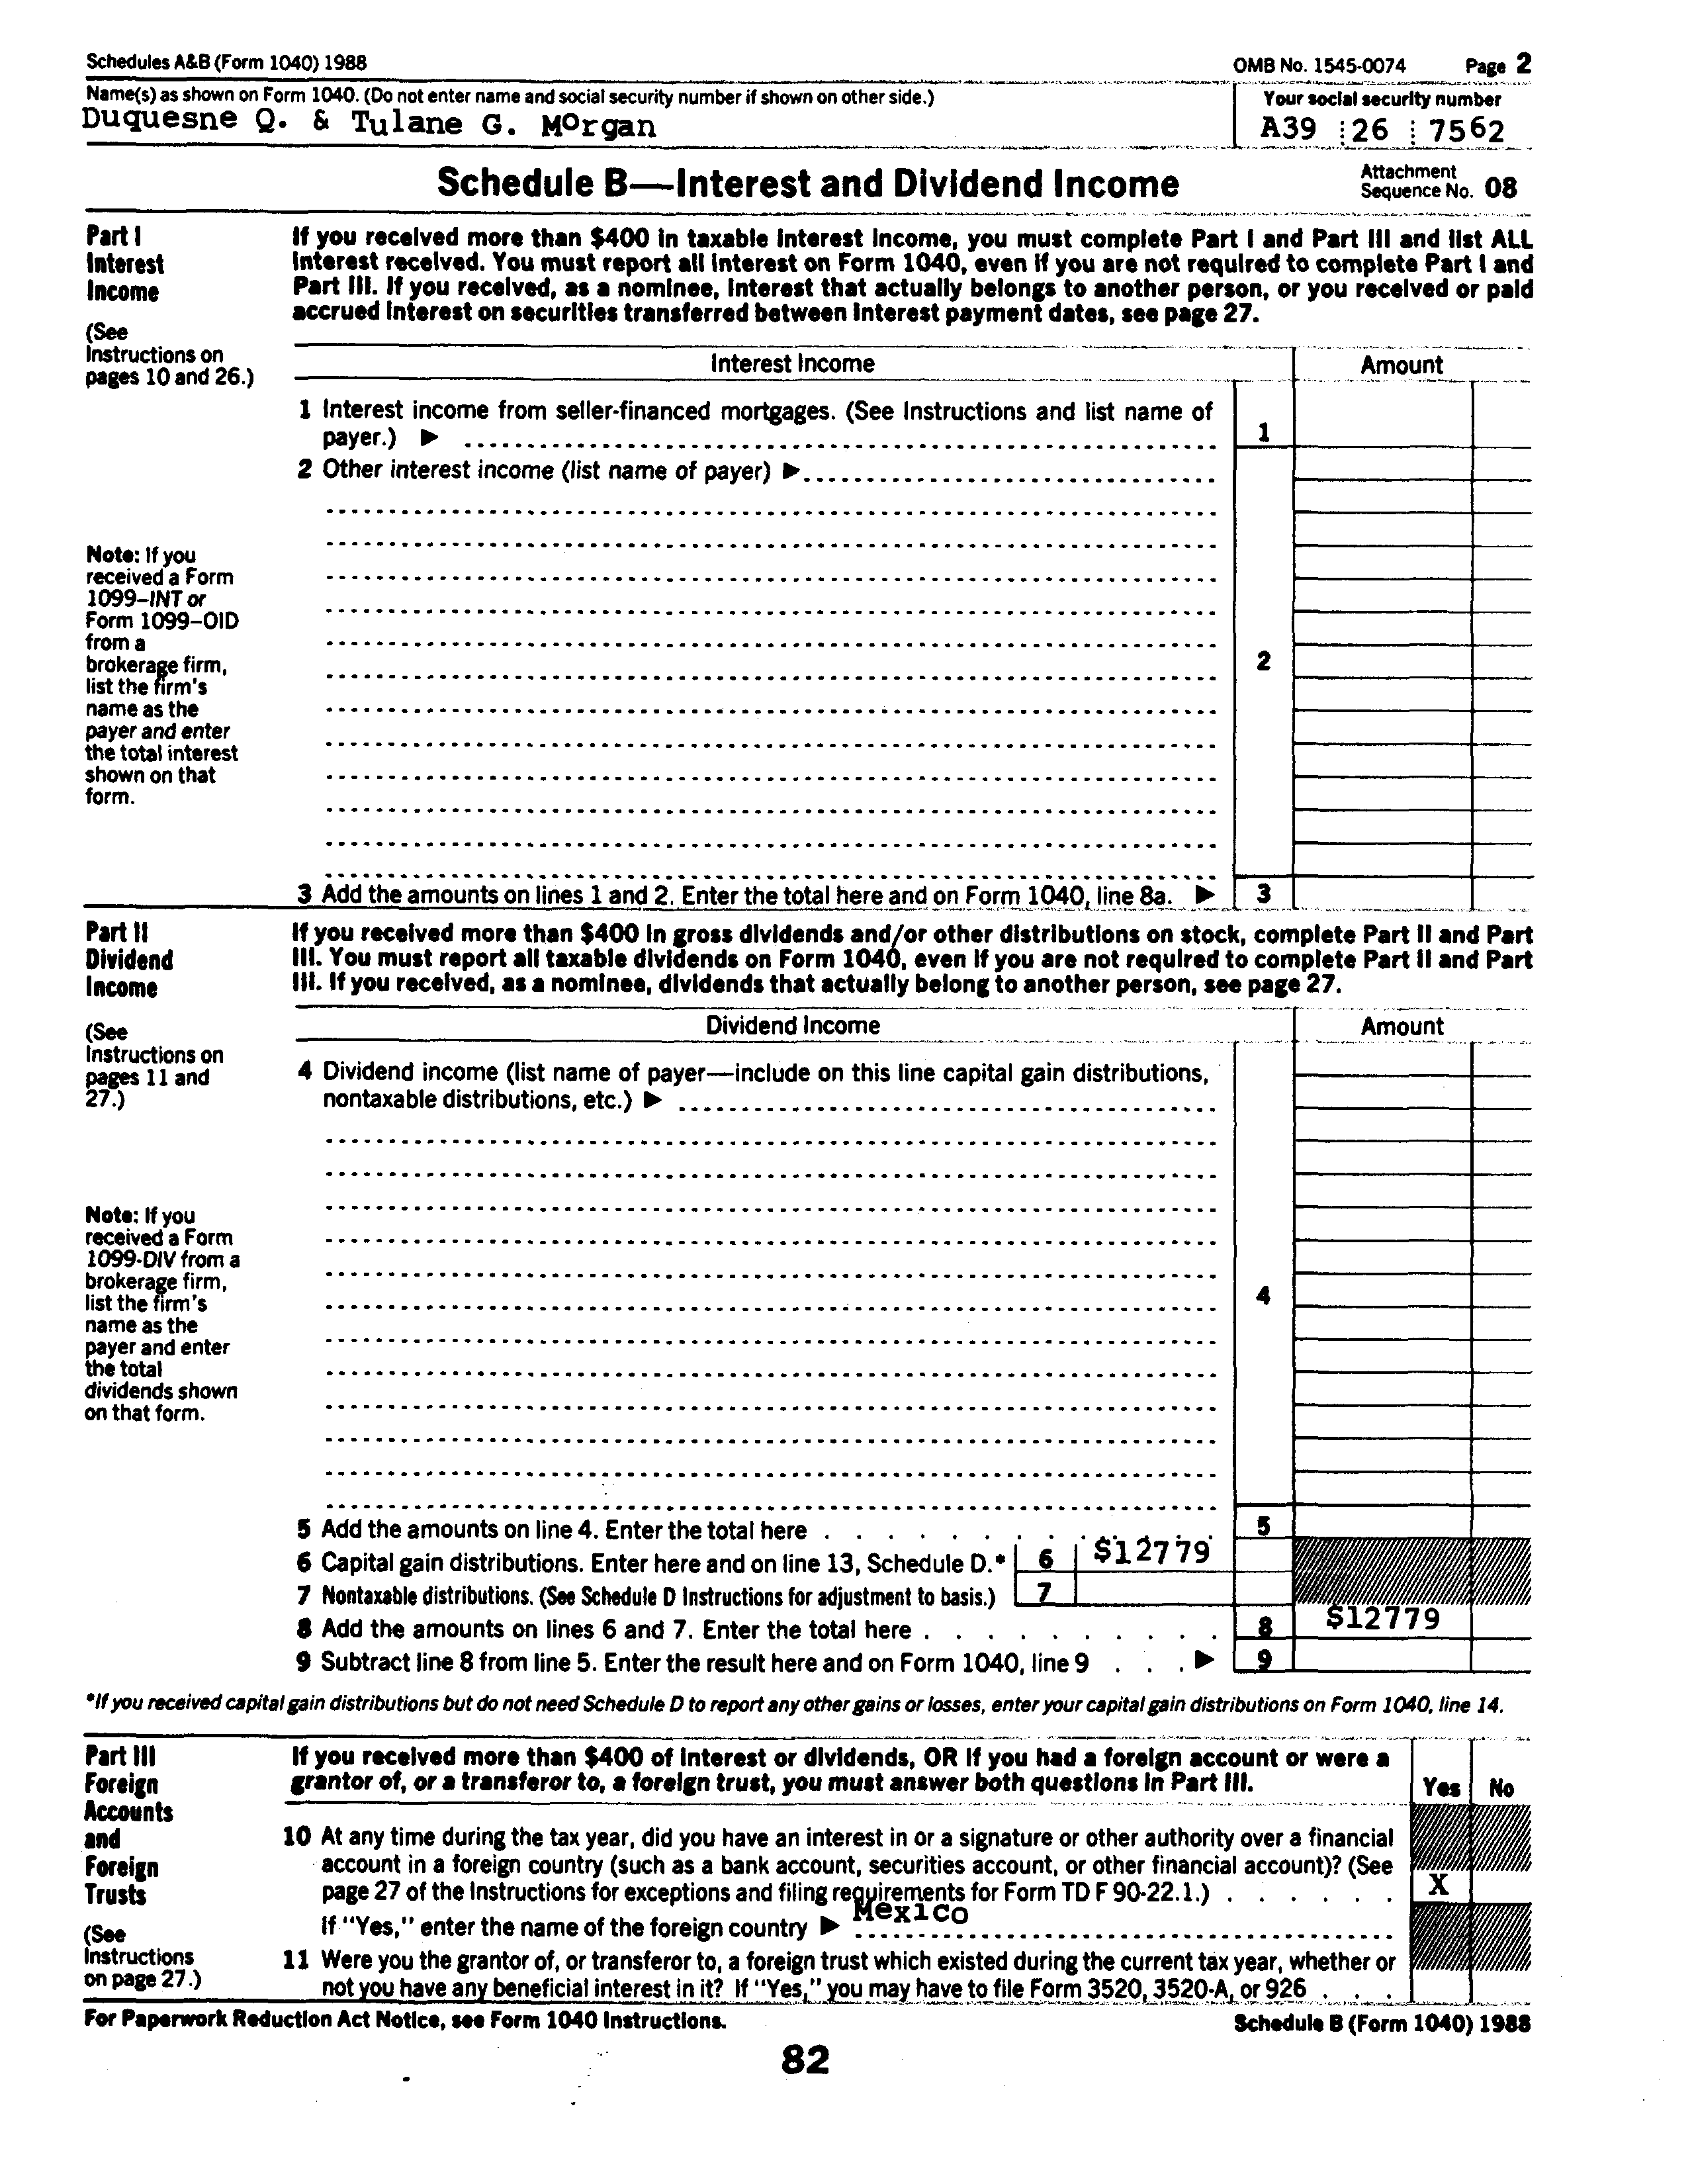 Schedules A&B (Form 1040) 1988 OMB No. 1545-0074 Page 2
Name(s) as shown on Form 1040. (Do not enter name and social security number if shown on other side.) Your social security number
Duquesne Q. & Tulane G. Morgan A39 26 7562
Schedule B—Interest and Dividend Income
Attachment
Sequence No. 08
Part I
Interest
Income
(See
Instructions on
pages 10 and 26.)
If you received more than $400 in taxable interest income, you must complete Part I and Part III and list ALL
interest received. You must report all interest on Form 1040, even if you are not required to complete Part I and
Part III. If you received, as a nominee, interest that actually belongs to another person, or you received or paid
accrued interest on securities transferred between interest payment dates, see page 27.
Interest Income Amount
1 Interest income from seller-financed mortgages. (See Instructions and list name of
payer.) ▶ 1
2 Other interest income (list name of payer) ▶
Note: If you
received a Form
1099–INT or
Form 1099–OID
from a
brokerage firm,
list the firm's
name as the
payer and enter
the total interest
shown on that
form.
2
3 Add the amounts on lines 1 and 2. Enter the total here and on Form 1040, line 8a. ▶ 3
Part II
Dividend
Income
(See
Instructions on
pages 11 and
27.)
If you received more than $400 in gross dividends and/or other distributions on stock, complete Part II and Part
III. You must report all taxable dividends on Form 1040, even if you are not required to complete Part II and Part
III. If you received, as a nominee, dividends that actually belong to another person, see page 27.
Dividend Income Amount
4 Dividend income (list name of payer—include on this line capital gain distributions,
nontaxable distributions, etc.) ▶
Note: If you
received a Form
1099-DIV from a
brokerage firm,
list the firm's
name as the
payer and enter
the total
dividends shown
on that form.
4
5 Add the amounts on line 4. Enter the total here 5
6 Capital gain distributions. Enter here and on line 13, Schedule D.* 6 $12779
7 Nontaxable distributions. (See Schedule D Instructions for adjustment to basis.) 7
8 Add the amounts on lines 6 and 7. Enter the total here 8 $12779
9 Subtract line 8 from line 5. Enter the result here and on Form 1040, line 9 ▶ 9
*If you received capital gain distributions but do not need Schedule D to report any other gains or losses, enter your capital gain distributions on Form 1040, line 14.
Part III
Foreign
Accounts
and
Foreign
Trusts
(See
Instructions
on page 27.)
If you received more than $400 of interest or dividends, OR if you had a foreign account or were a
grantor of, or a transferor to, a foreign trust, you must answer both questions in Part III. Yes No
10 At any time during the tax year, did you have an interest in or a signature or other authority over a financial
account in a foreign country (such as a bank account, securities account, or other financial account)? (See
page 27 of the Instructions for exceptions and filing requirements for Form TD F 90-22.1.) X
If "Yes," enter the name of the foreign country ▶ Mexico
11 Were you the grantor of, or transferor to, a foreign trust which existed during the current tax year, whether or
not you have any beneficial interest in it? If "Yes," you may have to file Form 3520, 3520-A, or 926
For Paperwork Reduction Act Notice, see Form 1040 Instructions. Schedule B (Form 1040) 1988
82